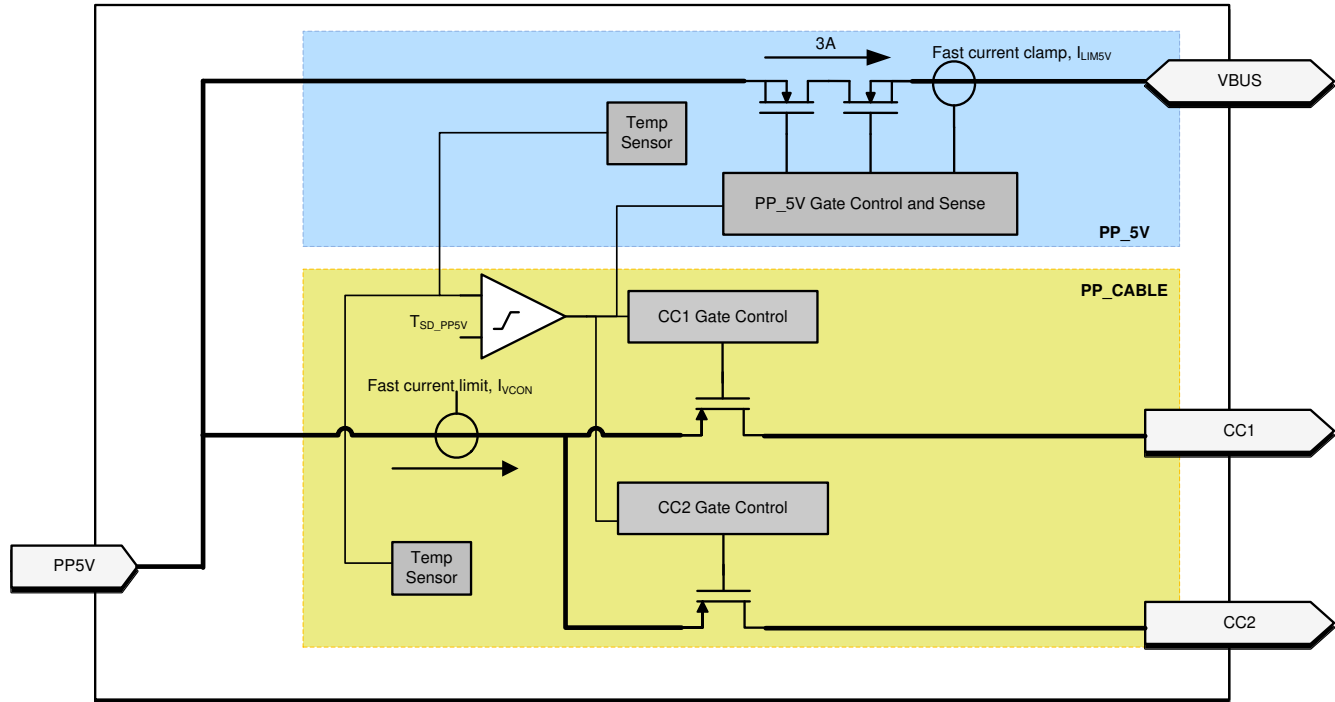 3A
Fast current clamp, ILIM5V
VBUS
Temp
Sensor
PP_5V Gate Control and Sense
PP_5V
PP_CABLE
CC1 Gate Control
TSD_PP5V
Fast current limit, IVCON
CC1
CC2 Gate Control
PP5V
Temp
Sensor
CC2